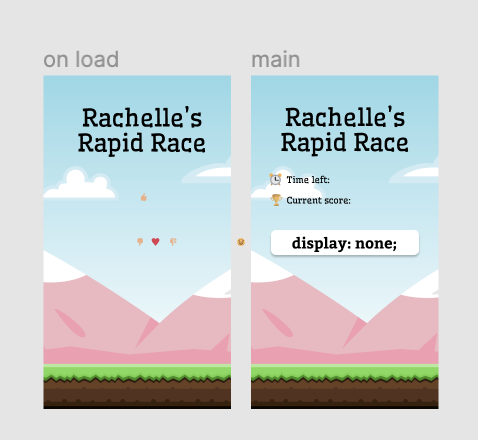 on load
Rachelle's
Rapid Race
main
Rachelle's
Rapid Race
Time left:
Current score:
display: none;